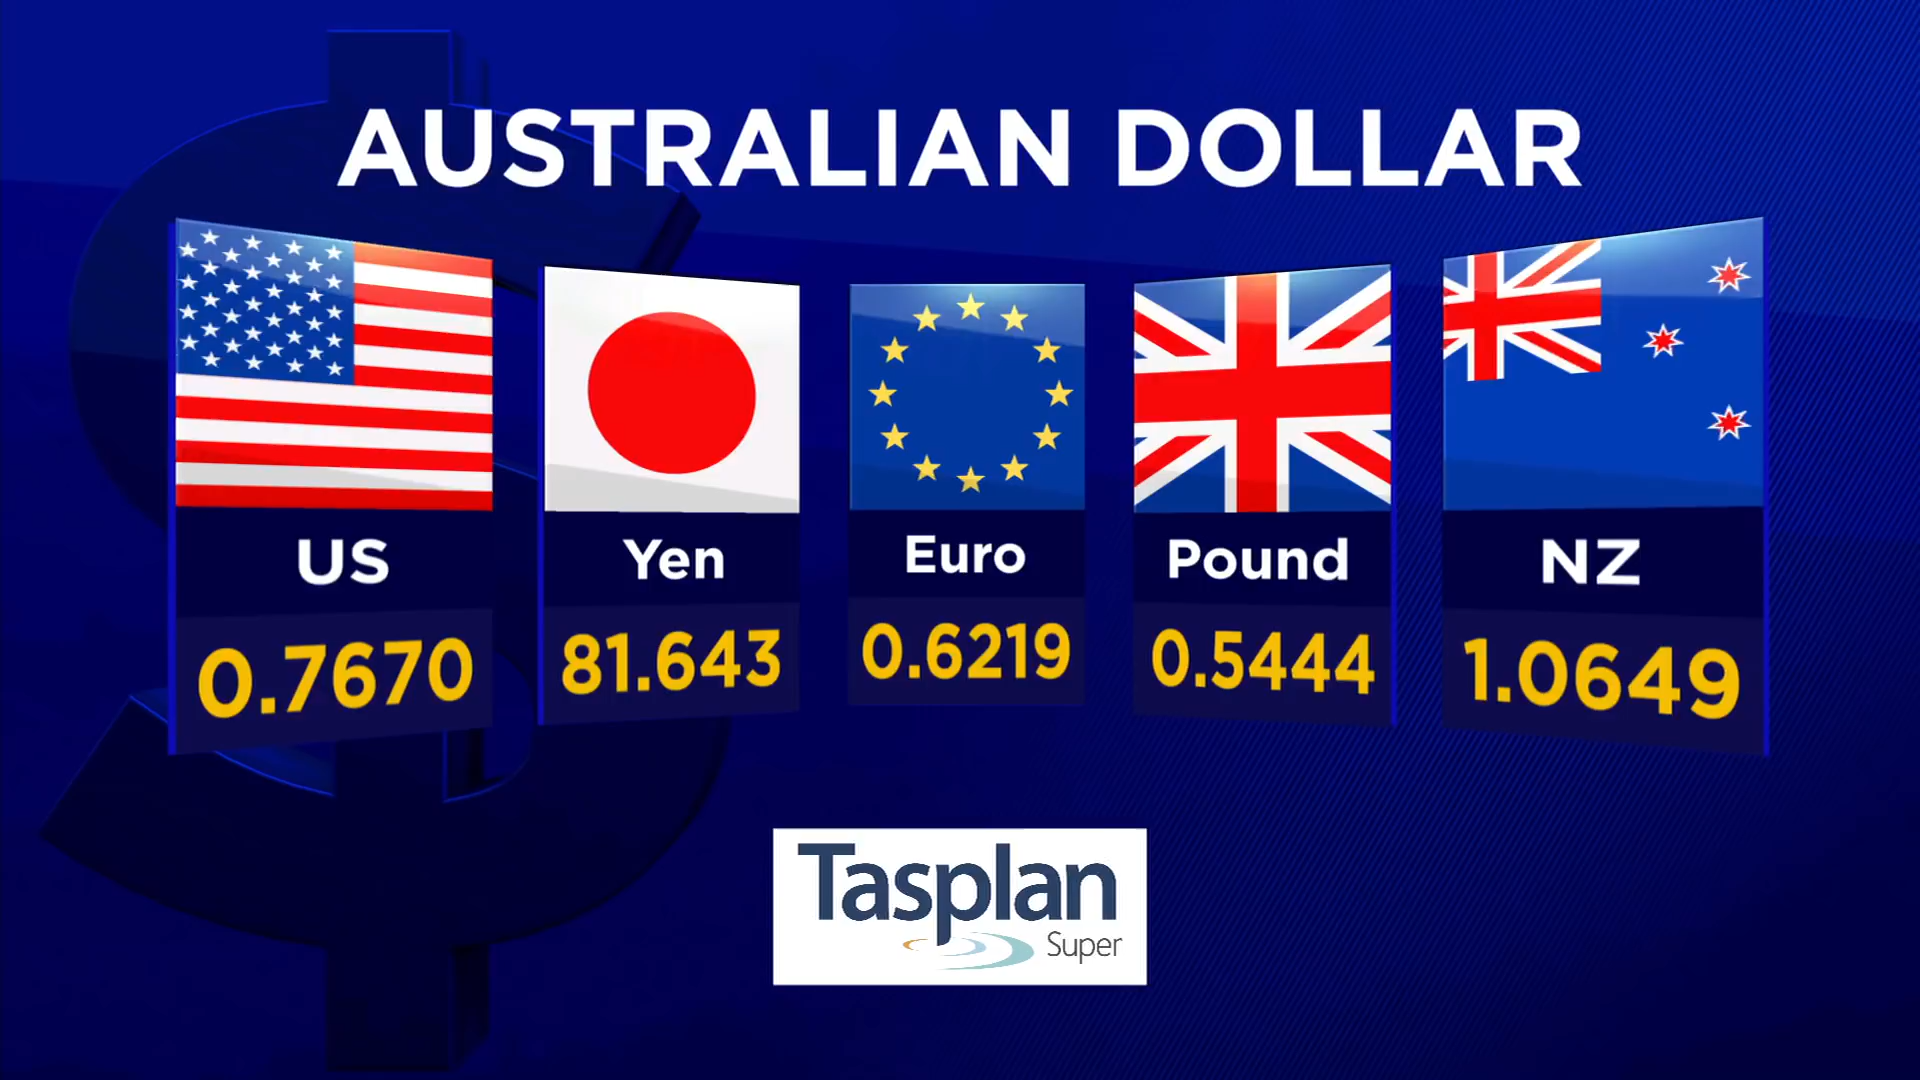 AUSTRALIAN DOLLAR
US Yen Euro Pound NZ
0.7670 81.643 0.6219 0.5444 1.0649
Tasplan
Super